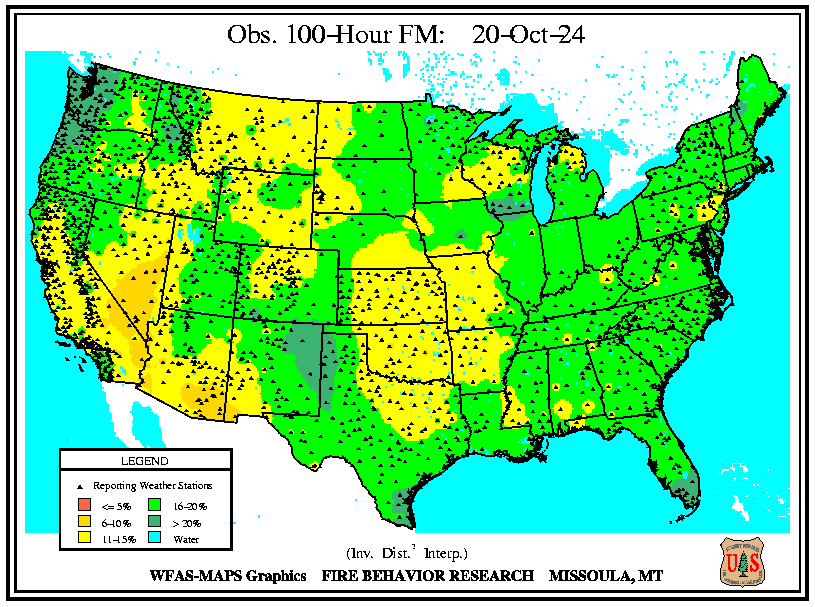 Obs. 100-Hour FM: 20-Oct-24
LEGEND
Reporting Weather Stations
<= 5% 16-20%
6-10% > 20%
11-15% Water
(Inv. Dist.² Interp.)
WFAS-MAPS Graphics FIRE BEHAVIOR RESEARCH MISSOULA, MT
U S